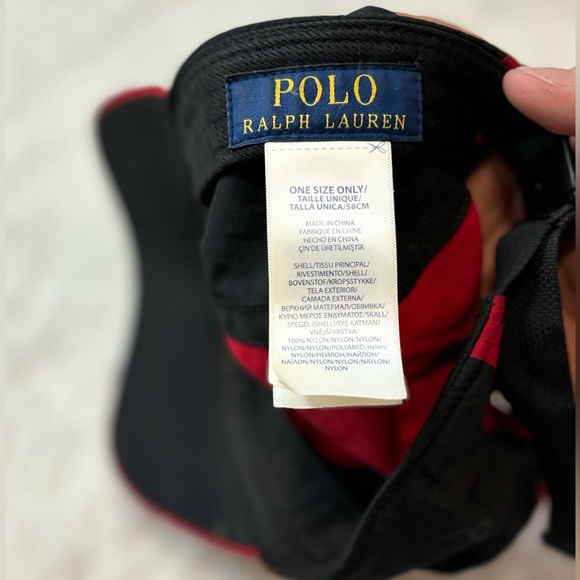 POLO
RALPH LAUREN
ONE SIZE ONLY/
TAILLE UNIQUE/
TALLA UNICA/58CM
MADE IN CHINA
FABRIQUÉ EN CHINE
HECHO EN CHINA
ÇİN'DE ÜRETİLMİŞTİR
SHELL/TISSU PRINCIPAL/
RIVESTIMENTO/SHELL/
BOVENSTOF/KROPSSTYKKE/
TELA EXTERIOR/
CAMADA EXTERNA/
ВЕРХНИЙ МАТЕРИАЛ/ОБВИВКА/
ΚΥΡΙΟ ΜΕΡΟΣ ΕΝΔΥΜΑΤΟΣ/SKALL/
SPEGEL (SHELL)/DIŞ KATMAN/
VNĚJŠÍ VRSTVA:
100% NYLON/NYLON/NYLON/
NYLON/NYLON/POLYAMID/nylon/
NYLON/НЕЙЛОН/НАЙЛОН/
ΝΑΪΛΟΝ/NYLON/NYLON/NAYLON/
NYLON